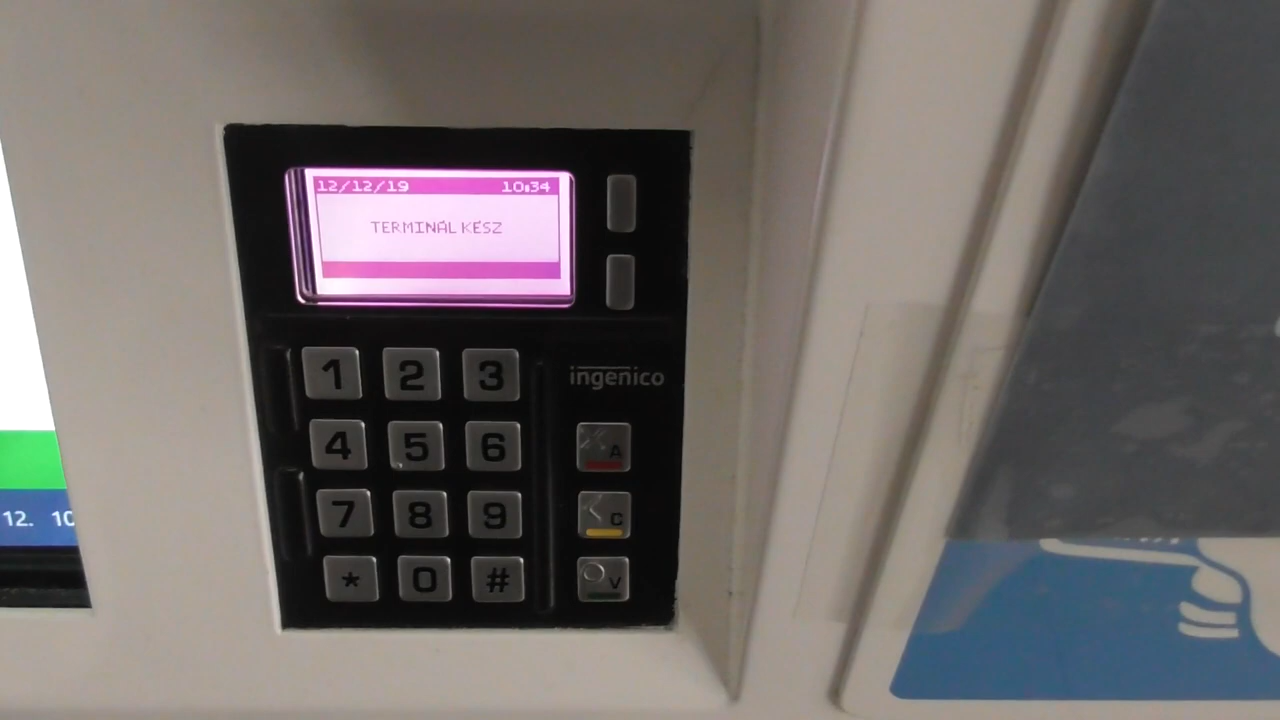 12/12/19 10:34
TERMINÁL KÉSZ
1 2 3
ingenico
4 5 6 A
7 8 9 C
* 0 # V
12. 10